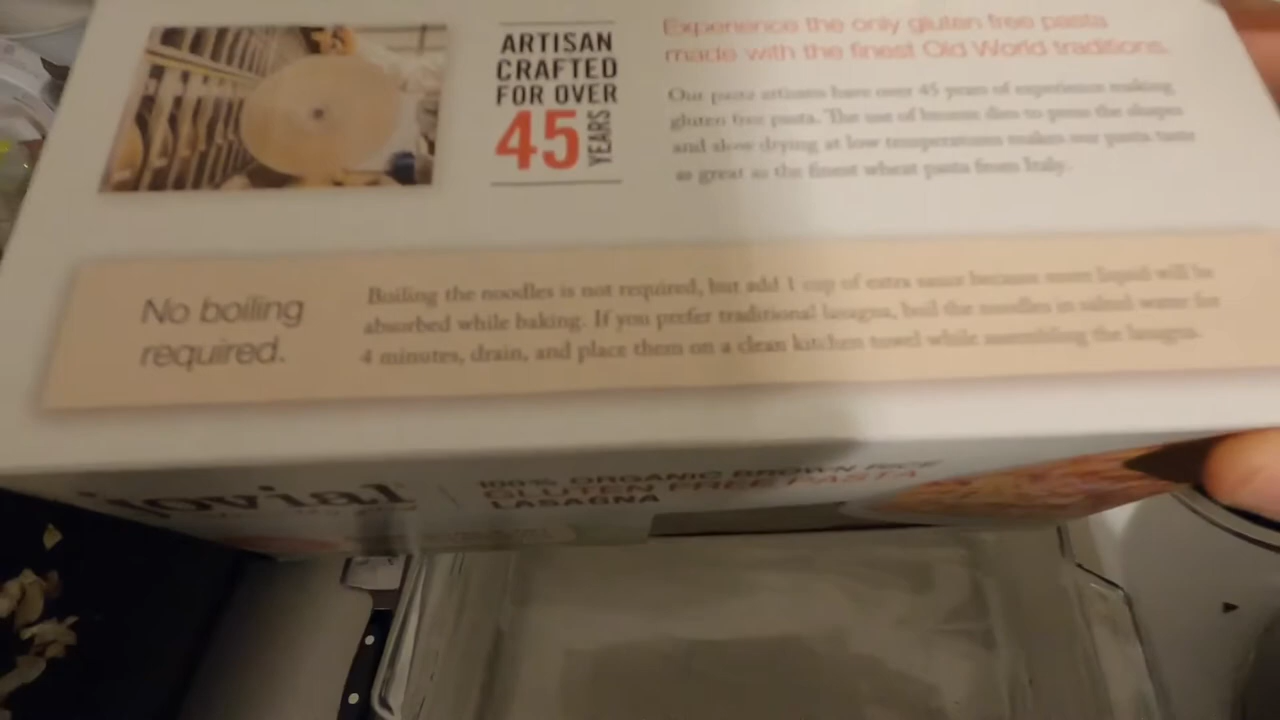 ARTISAN
CRAFTED
FOR OVER
45 YEARS
Experience the only gluten free pasta
made with the finest Old World traditions.
Our pasta artisans have over 45 years of experience making
gluten free pasta. The use of bronze dies to press the shapes
and slow drying at low temperatures makes our pasta taste
as great as the finest wheat pasta from Italy.
No boiling
required.
Boiling the noodles is not required, but add 1 cup of extra sauce because more liquid will be
absorbed while baking. If you prefer traditional lasagna, boil the noodles in salted water for
4 minutes, drain, and place them on a clean kitchen towel while assembling the lasagna.
jovial
100% ORGANIC BROWN RICE
GLUTEN FREE PASTA
LASAGNA